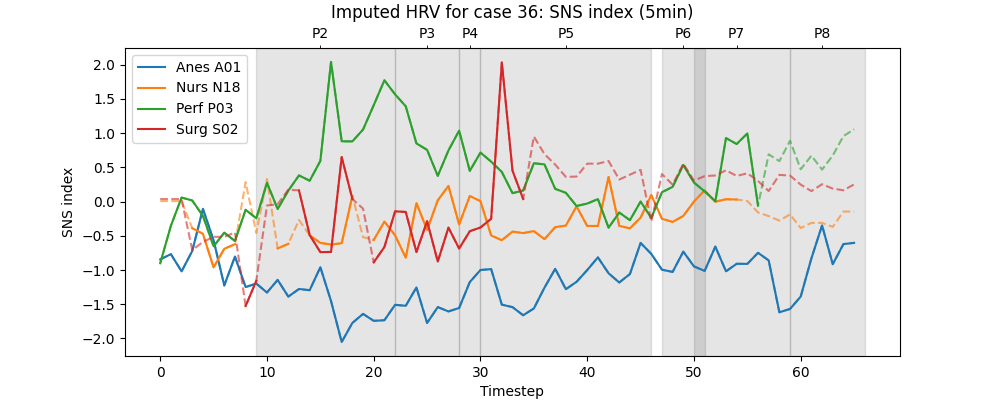 Imputed HRV for case 36: SNS index (5min)
P2 P3 P4 P5 P6 P7 P8
Anes A01
Nurs N18
Perf P03
Surg S02
SNS index
2.0
1.5
1.0
0.5
0.0
−0.5
−1.0
−1.5
−2.0
0 10 20 30 40 50 60
Timestep